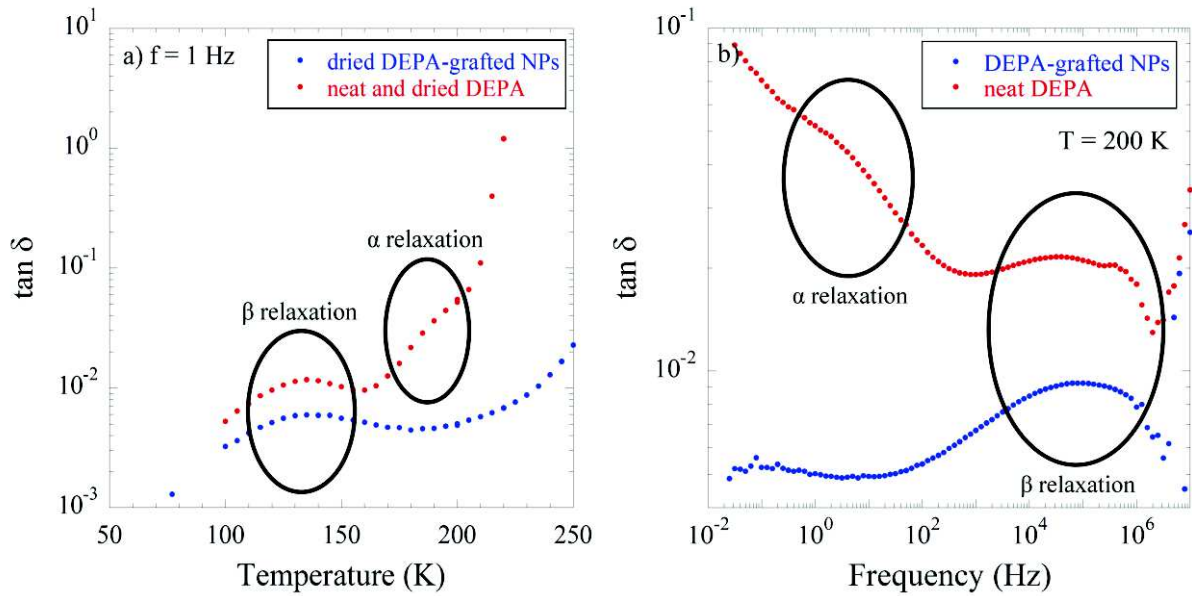 a) f = 1 Hz
dried DEPA-grafted NPs
neat and dried DEPA
β relaxation
α relaxation
10^1
10^0
10^-1
10^-2
10^-3
tan δ
50
100
150
200
250
Temperature (K)
b)
DEPA-grafted NPs
neat DEPA
T = 200 K
α relaxation
β relaxation
10^-1
10^-2
tan δ
10^-2
10^0
10^2
10^4
10^6
Frequency (Hz)